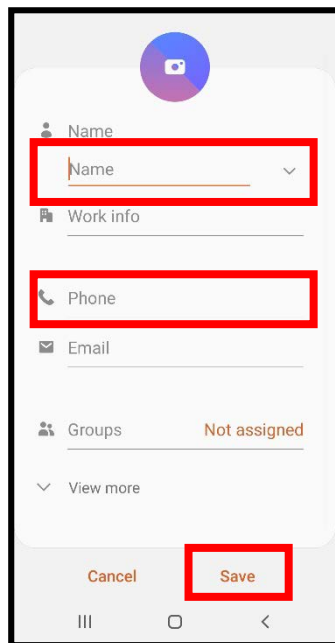 Name
Name
Work info
Phone
Email
Groups Not assigned
View more
Cancel Save